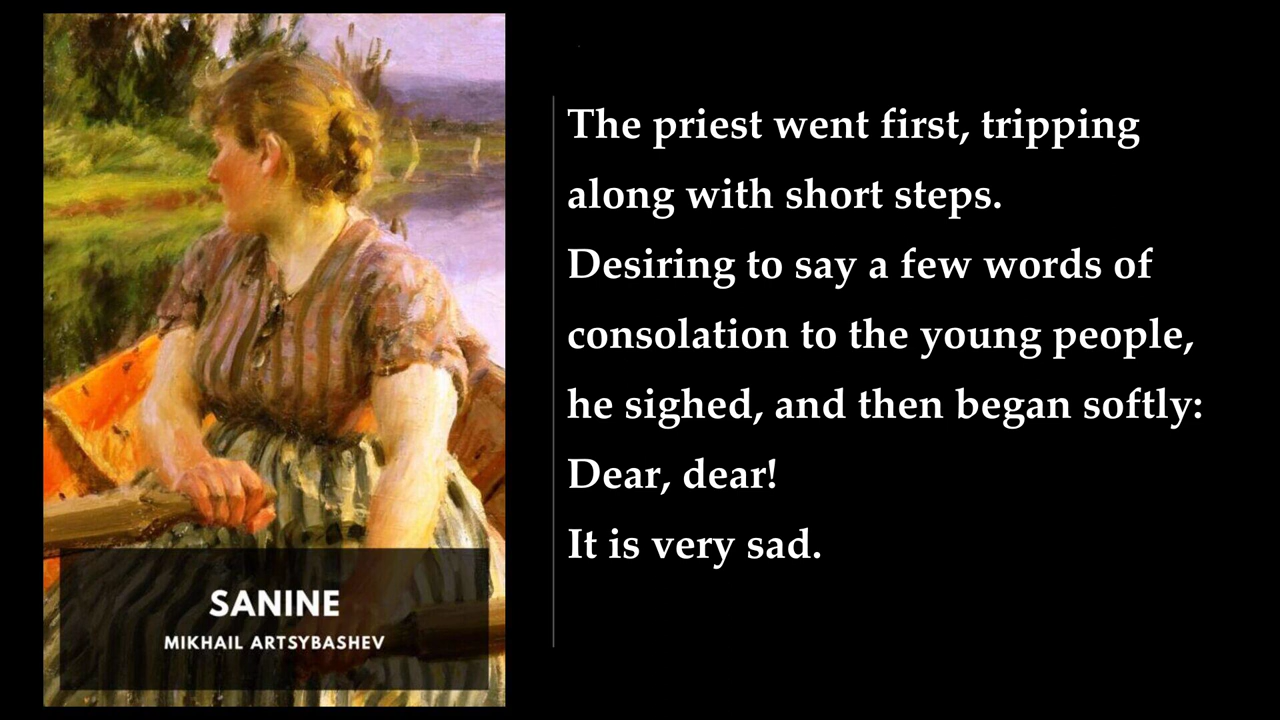 SANINE
MIKHAIL ARTSYBASHEV
The priest went first, tripping
along with short steps.
Desiring to say a few words of
consolation to the young people,
he sighed, and then began softly:
Dear, dear!
It is very sad.